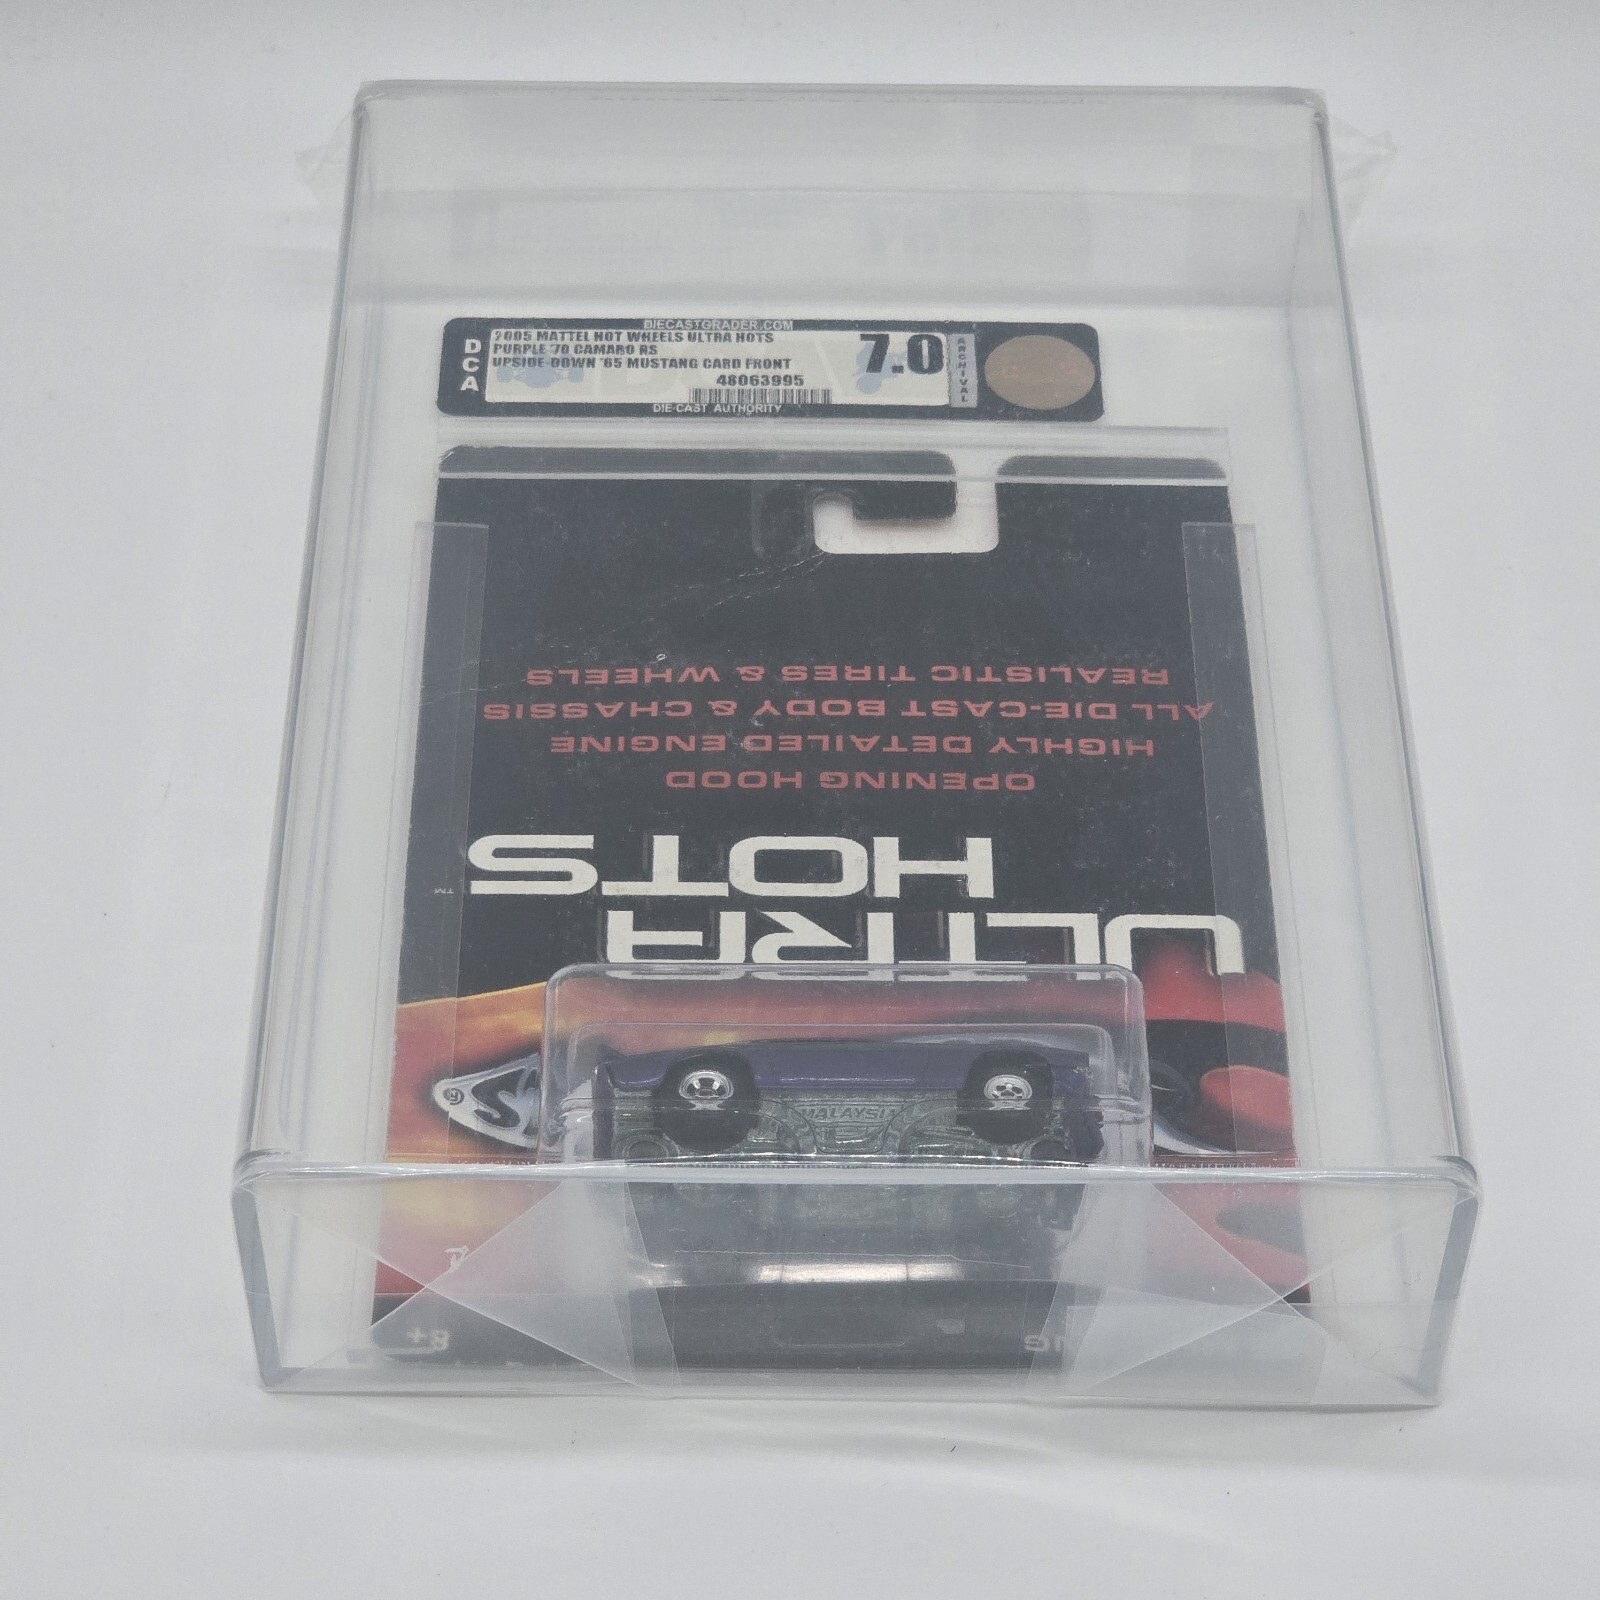 DIECASTGRADER.COM
DCA
2005 MATTEL HOT WHEELS ULTRA HOTS
PURPLE '70 CAMARO RS
UPSIDE-DOWN '65 MUSTANG CARD FRONT
48063995
7.0
ARCHIVAL
DIE-CAST AUTHORITY
REALISTIC TIRES & WHEELS
ALL DIE-CAST BODY & CHASSIS
HIGHLY DETAILED ENGINE
OPENING HOOD
HOTS™
ULTRA
MALAYSIA
8+